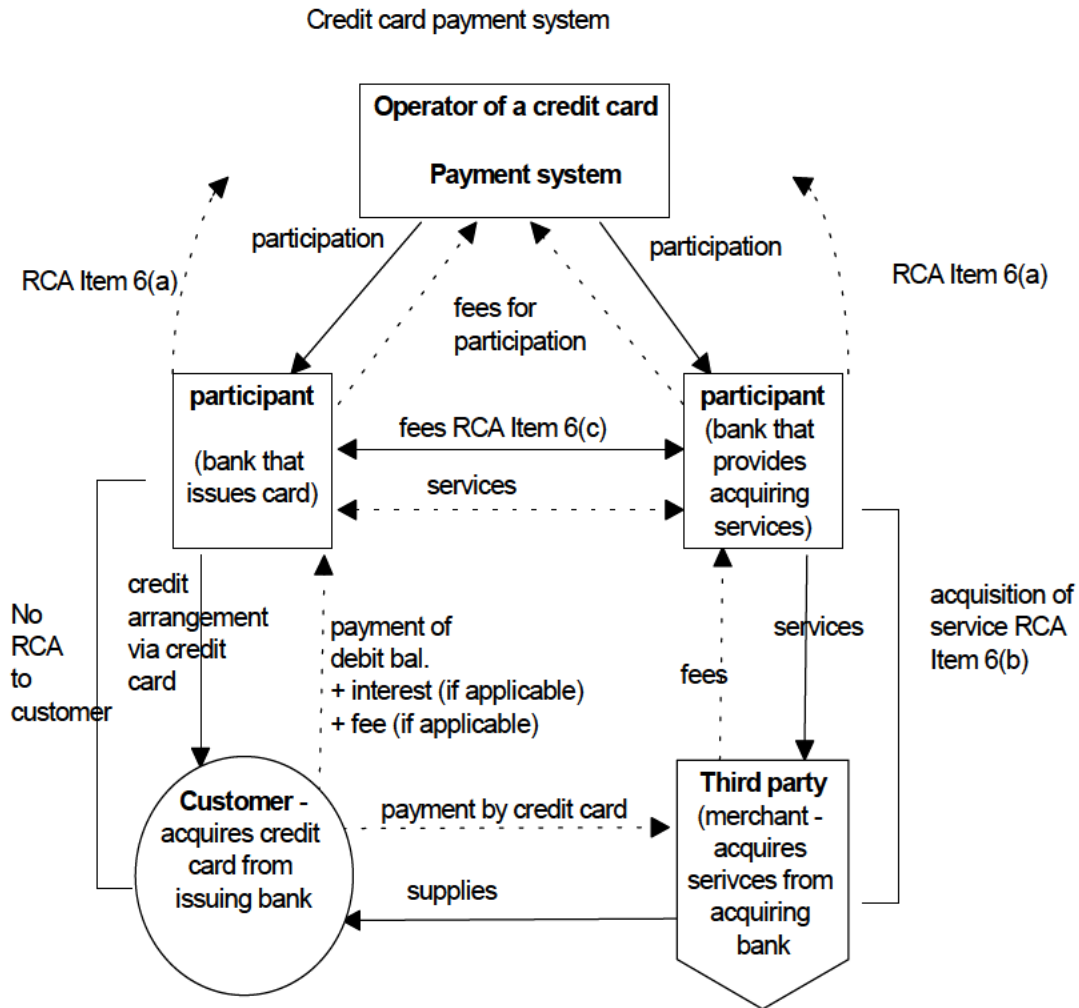 Credit card payment system
Operator of a credit card
Payment system
participation
participation
RCA Item 6(a)
RCA Item 6(a)
fees for
participation
participant
(bank that
issues card)
participant
(bank that
provides
acquiring
services)
fees RCA Item 6(c)
services
No
RCA
to
customer
credit
arrangement
via credit
card
payment of
debit bal.
+ interest (if applicable)
+ fee (if applicable)
fees
services
acquisition of
service RCA
Item 6(b)
Customer -
acquires credit
card from
issuing bank
payment by credit card
supplies
Third party
(merchant -
acquires
serivces from
acquiring
bank